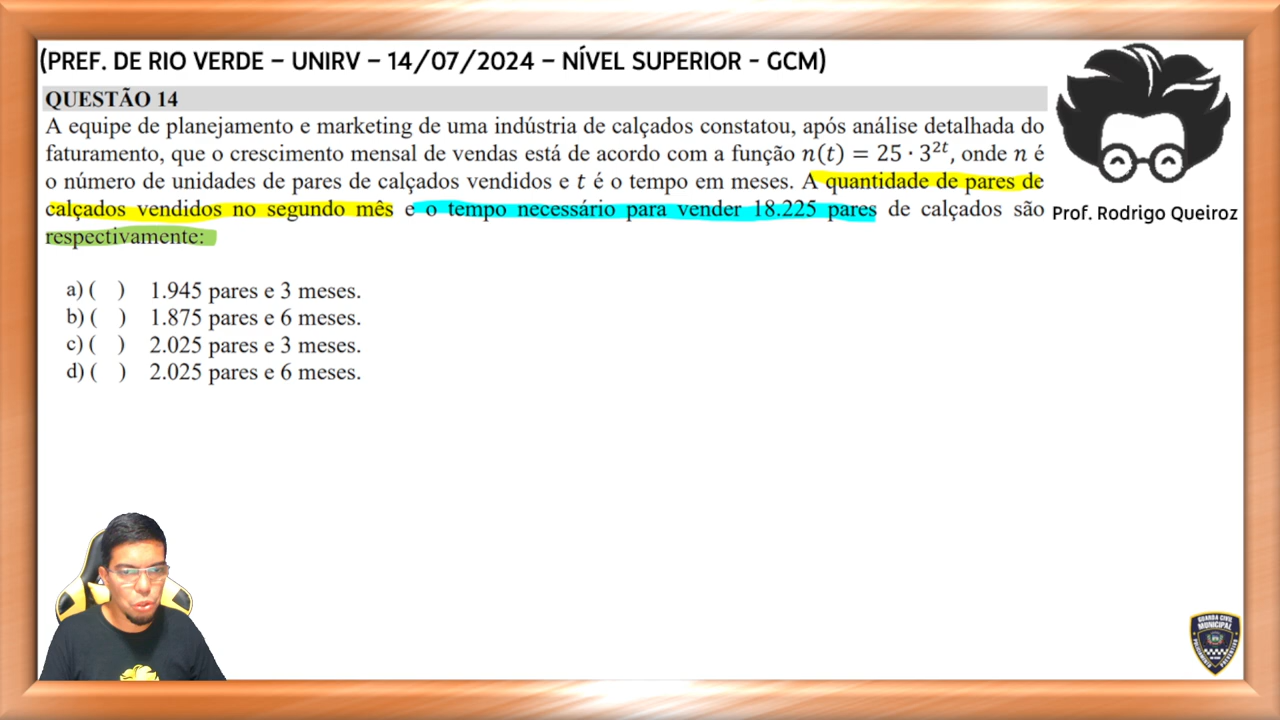 (PREF. DE RIO VERDE – UNIRV – 14/07/2024 – NÍVEL SUPERIOR - GCM)
QUESTÃO 14
A equipe de planejamento e marketing de uma indústria de calçados constatou, após análise detalhada do
faturamento, que o crescimento mensal de vendas está de acordo com a função n(t) = 25 · 3²ᵗ, onde n é
o número de unidades de pares de calçados vendidos e t é o tempo em meses. A quantidade de pares de
calçados vendidos no segundo mês e o tempo necessário para vender 18.225 pares de calçados são
respectivamente:
a) ( ) 1.945 pares e 3 meses.
b) ( ) 1.875 pares e 6 meses.
c) ( ) 2.025 pares e 3 meses.
d) ( ) 2.025 pares e 6 meses.
Prof. Rodrigo Queiroz
GUARDA CIVIL
MUNICIPAL